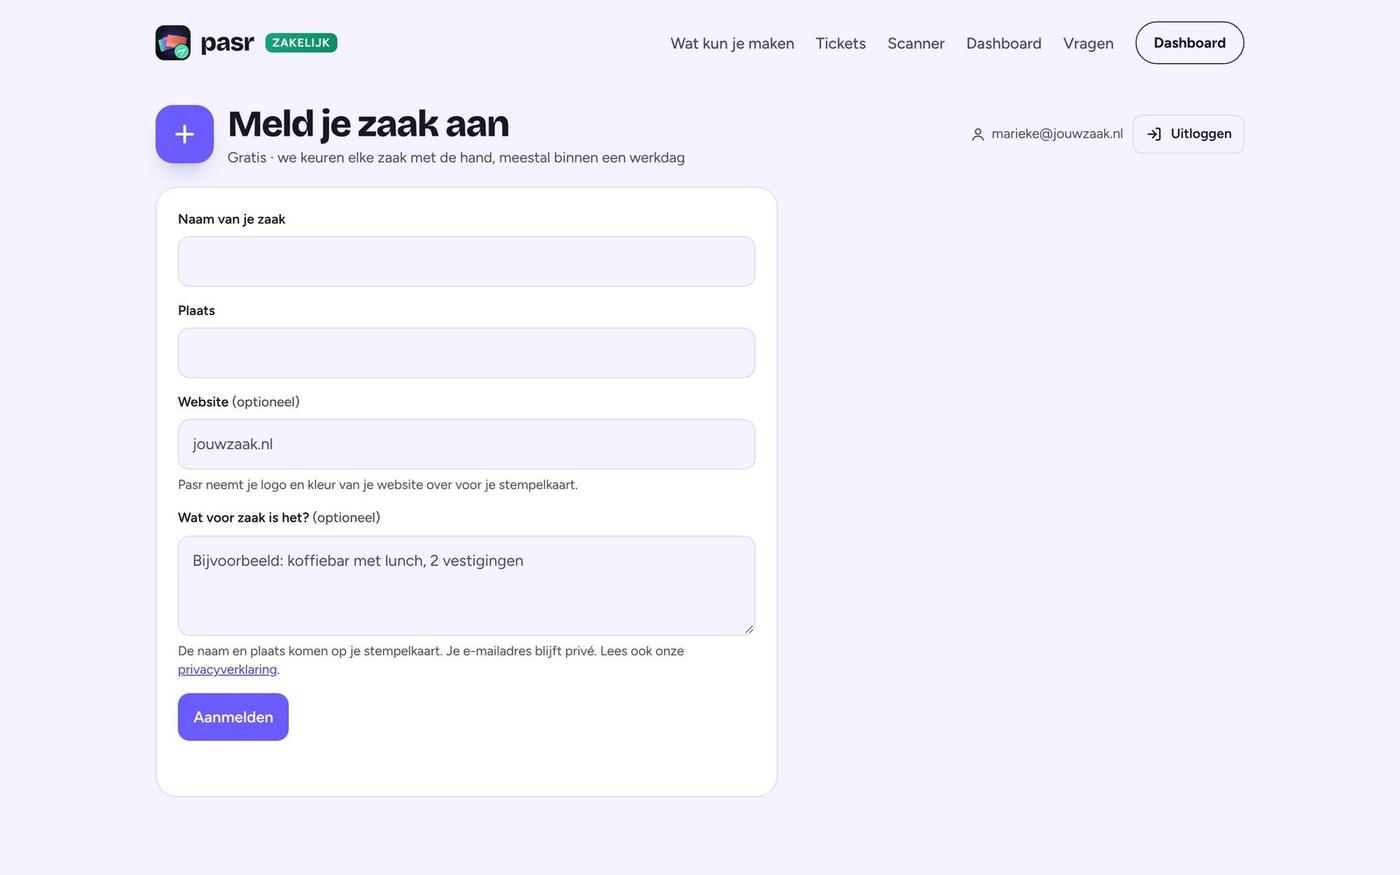 pasr ZAKELIJK
Wat kun je maken Tickets Scanner Dashboard Vragen Dashboard
Meld je zaak aan
Gratis · we keuren elke zaak met de hand, meestal binnen een werkdag
marieke@jouwzaak.nl Uitloggen
Naam van je zaak
Plaats
Website (optioneel)
jouwzaak.nl
Pasr neemt je logo en kleur van je website over voor je stempelkaart.
Wat voor zaak is het? (optioneel)
Bijvoorbeeld: koffiebar met lunch, 2 vestigingen
De naam en plaats komen op je stempelkaart. Je e-mailadres blijft privé. Lees ook onze
privacyverklaring.
Aanmelden